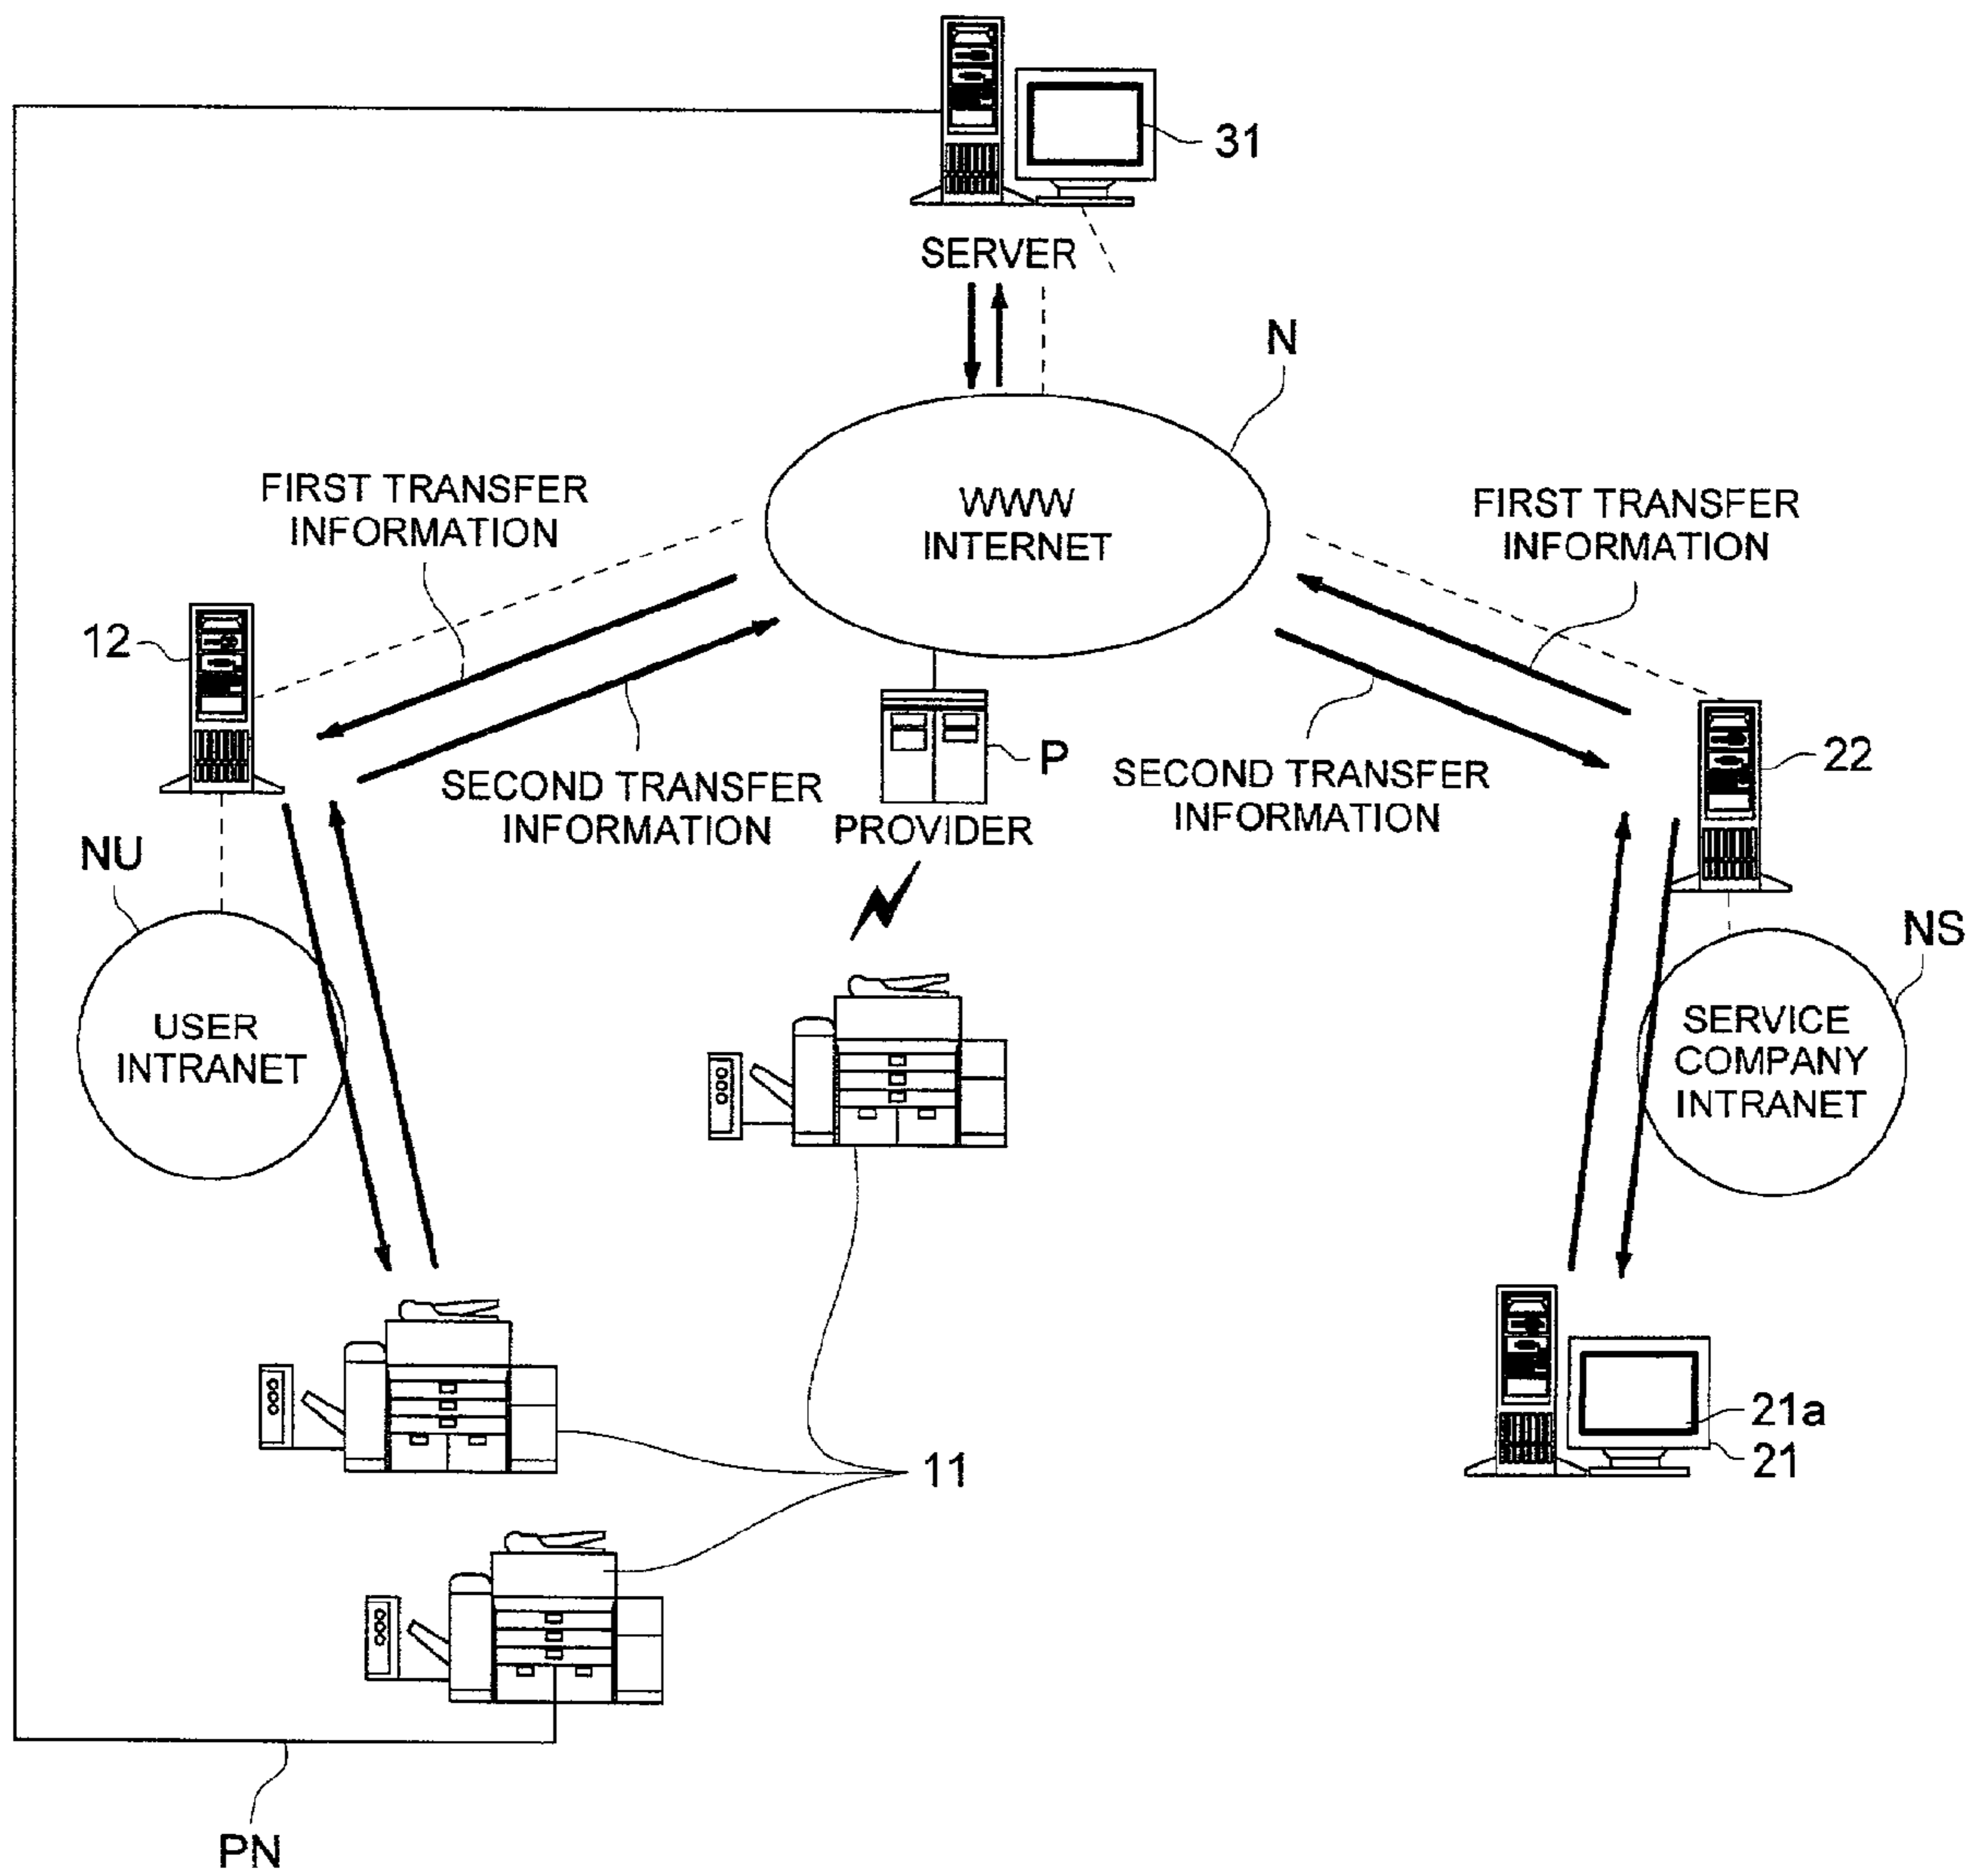 31
SERVER
N
WWW
INTERNET
FIRST TRANSFER
INFORMATION
FIRST TRANSFER
INFORMATION
12
SECOND TRANSFER
INFORMATION
P
PROVIDER
SECOND TRANSFER
INFORMATION
22
NU
USER
INTRANET
NS
SERVICE
COMPANY
INTRANET
11
21a
21
PN